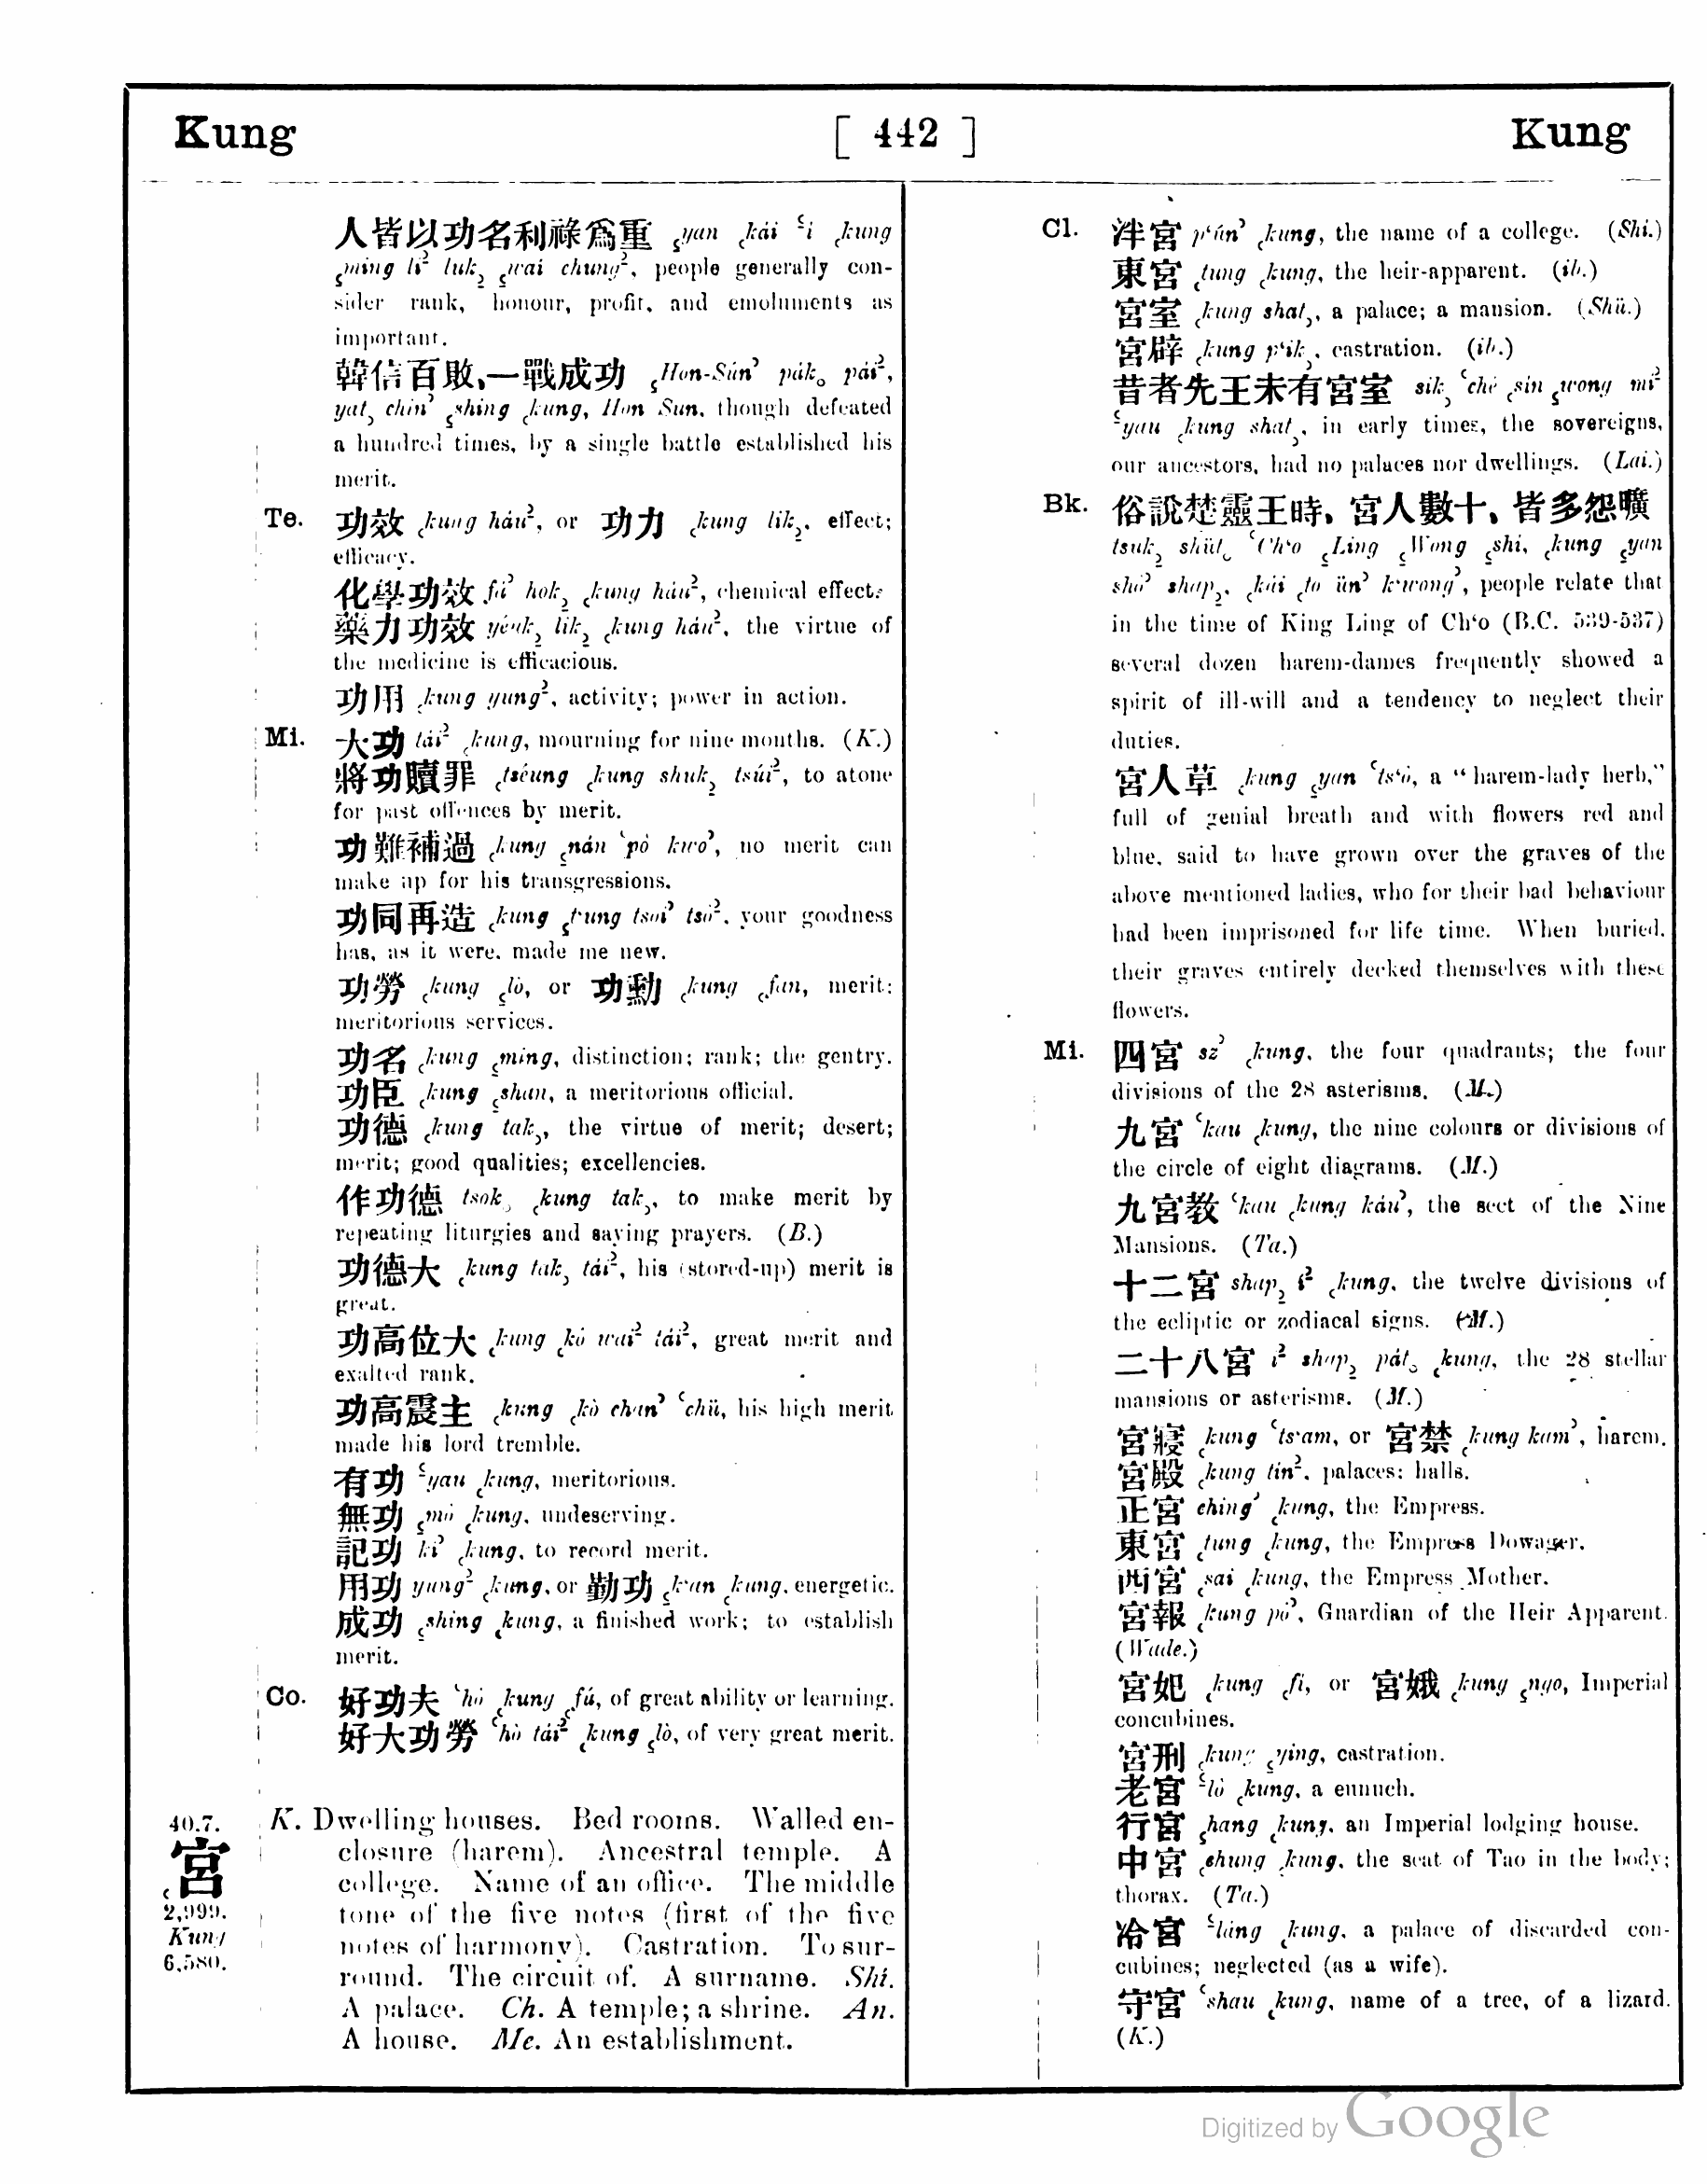 Kung [ 442 ] Kung
人皆以功名利祿爲重 ꜁yan ꜀kái ꜃i ꜀kung
꜁ming lí² luk₂ ꜁wai chung², people generally con-
sider rank, honour, profit, and emoluments as
important.
韓信百敗,一戰成功 ꜁Hon-Sún꜄ pák。 pái²,
yat꜆ chin꜄ ꜁shing ꜀kung, Hon Sun, though defeated
a hundred times, by a single battle established his
merit.
Te. 功效 ꜀kung háu², or 功力 ꜀kung lik₂, effect;
efficacy.
化學功效 fá꜄ hok₂ ꜀kung háu², chemical effect.
藥力功效 yéuk₂ lik₂ ꜀kung háu², the virtue of
the medicine is efficacious.
功用 ꜀kung yung², activity; power in action.
Mi. 大功 tái² ꜀kung, mourning for nine months. (K.)
將功贖罪 ꜀tséung ꜀kung shuk₂ tsúi², to atone
for past offences by merit.
功難補過 ꜀kung ꜁nán ꜂pò kwo꜄, no merit can
make up for his transgressions.
功同再造 ꜀kung ꜁t'ung tsoi꜄ tsò², your goodness
has, as it were, made me new.
功勞 ꜀kung ꜁lò, or 功勳 ꜀kung ꜀fan, merit;
meritorious services.
功名 ꜀kung ꜁ming, distinction; rank; the gentry.
功臣 ꜀kung ꜁shan, a meritorious official.
功德 ꜀kung tak꜆, the virtue of merit; desert;
merit; good qualities; excellencies.
作功德 tsok꜆ ꜀kung tak꜆, to make merit by
repeating liturgies and saying prayers. (B.)
功德大 ꜀kung tak꜆ tái², his (stored-up) merit is
great.
功高位大 ꜀kung ꜀kò wai² tái², great merit and
exalted rank.
功高震主 ꜀kung ꜀kò chan꜄ ꜂chü, his high merit
made his lord tremble.
有功 ꜃yau ꜀kung, meritorious.
無功 ꜁mò ꜀kung, undeserving.
記功 kí꜄ ꜀kung, to record merit.
用功 yung² ꜀kung, or 勤功 ꜁k'an ꜀kung, energetic.
成功 ꜁shing ꜀kung, a finished work; to establish
merit.
Co. 好功夫 ꜂hò ꜀kung ꜀fú, of great ability or learning.
好大功勞 ꜂hò tái² ꜀kung ꜁lò, of very great merit.
40.7.
꜀宮
2,999.
Kung
6,580.
K. Dwelling houses. Bed rooms. Walled en-
closure (harem). Ancestral temple. A
college. Name of an office. The middle
tone of the five notes (first of the five
notes of harmony). Castration. To sur-
round. The circuit of. A surname. Shí.
A palace. Ch. A temple; a shrine. An.
A house. Mc. An establishment.
Cl. 泮宮 p'ún꜄ ꜀kung, the name of a college. (Shí.)
東宮 ꜀tung ꜀kung, the heir-apparent. (ib.)
宮室 ꜀kung shat꜆, a palace; a mansion. (Shü.)
宮辟 ꜀kung p'ik꜆, castration. (ib.)
昔者先王未有宮室 sik꜆ ꜂ché ꜀sin ꜁wong mí²
꜃yau ꜀kung shat꜆, in early times, the sovereigns,
our ancestors, had no palaces nor dwellings. (Lai.)
Bk. 俗說楚靈王時,宮人數十,皆多怨曠
tsuk₂ shüt。 ꜂Ch'o ꜁Ling ꜁Wong ꜁shí, ꜀kung ꜁yan
shò꜄ shap₂, ꜀kái ꜀to ün꜄ k'wong꜄, people relate that
in the time of King Ling of Ch'o (B.C. 539-537)
several dozen harem-dames frequently showed a
spirit of ill-will and a tendency to neglect their
duties.
宮人草 ꜀kung ꜁yan ꜂ts'ò, a "harem-lady herb,"
full of genial breath and with flowers red and
blue, said to have grown over the graves of the
above mentioned ladies, who for their bad behaviour
had been imprisoned for life time. When buried,
their graves entirely decked themselves with these
flowers.
Mi. 四宮 sz꜄ ꜀kung, the four quadrants; the four
divisions of the 28 asterisms. (M.)
九宮 ꜂kau ꜀kung, the nine colours or divisions of
the circle of eight diagrams. (M.)
九宮敎 ꜂kau ꜀kung káu꜄, the sect of the Nine
Mansions. (Ta.)
十二宮 shap₂ í² ꜀kung, the twelve divisions of
the ecliptic or zodiacal signs. (M.)
二十八宮 í² shap₂ pát。 ꜀kung, the 28 stellar
mansions or asterisms. (M.)
宮寢 ꜀kung ꜂ts'am, or 宮禁 ꜀kung kam꜄, harem.
宮殿 ꜀kung tín², palaces; halls.
正宮 ching꜄ ꜀kung, the Empress.
東宮 ꜀tung ꜀kung, the Empress Dowager.
西宮 ꜀sai ꜀kung, the Empress Mother.
宮報 ꜀kung pò꜄, Guardian of the Heir Apparent.
(Wade.)
宮妃 ꜀kung ꜀fi, or 宮娥 ꜀kung ꜁ngo, Imperial
concubines.
宮刑 ꜀kung ꜁ying, castration.
老宮 ꜃lò ꜀kung, a eunuch.
行宮 ꜁hang ꜀kung, an Imperial lodging house.
中宮 ꜀chung ꜀kung, the seat of Tao in the body;
thorax. (Ta.)
冷宮 ꜃láng ꜀kung, a palace of discarded con-
cubines; neglected (as a wife).
守宮 ꜂shau ꜀kung, name of a tree, of a lizard.
(K.)
Digitized by Google